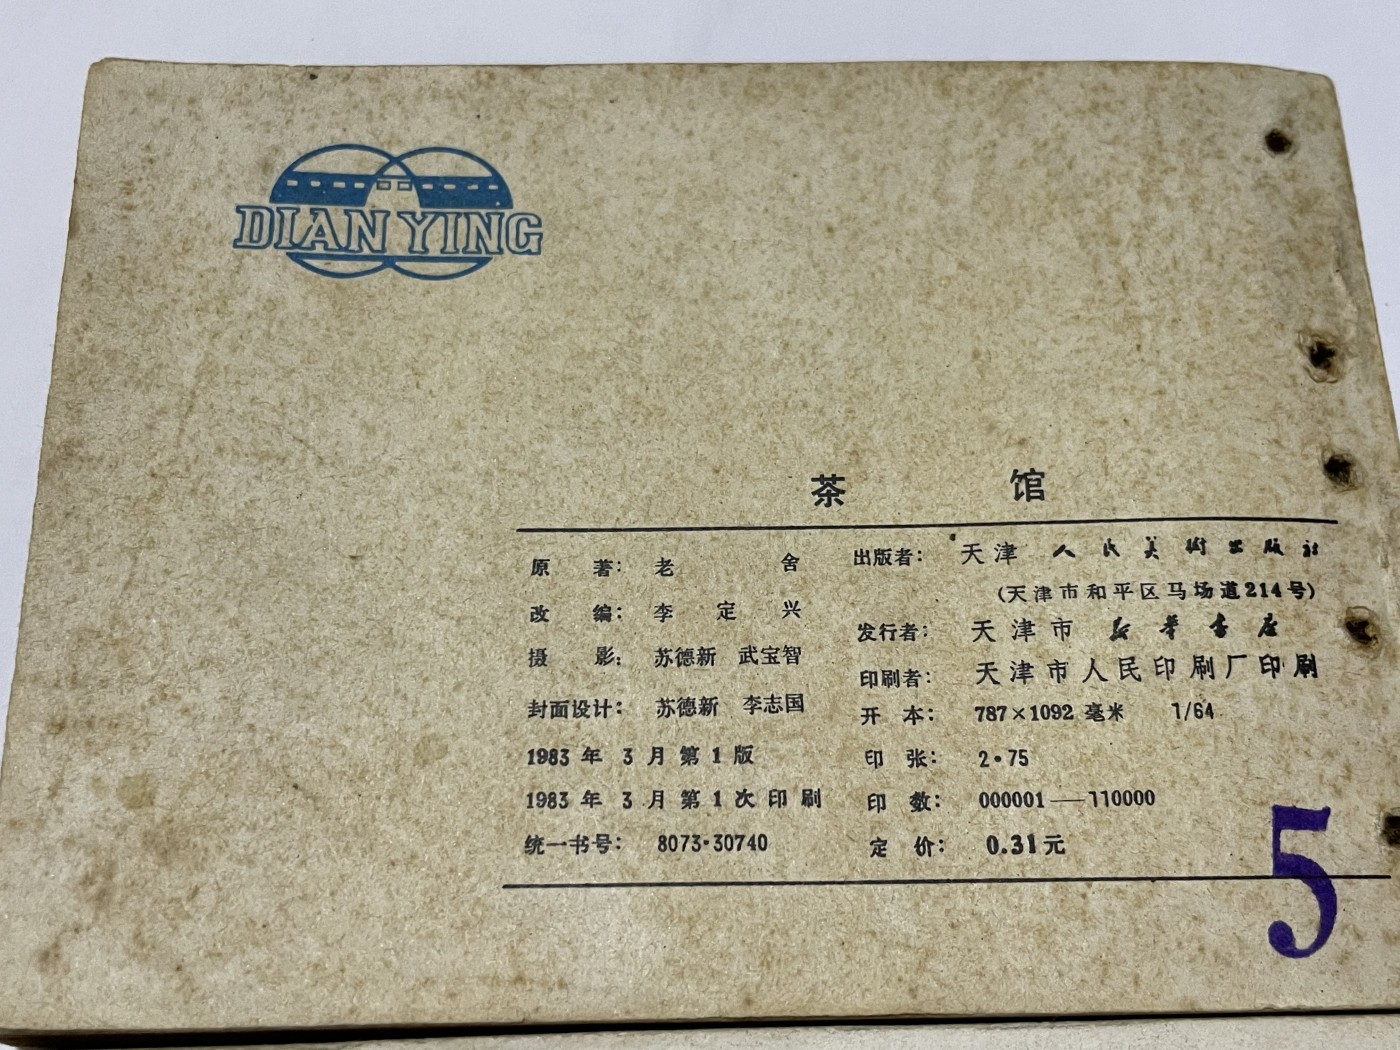 DIANYING
茶 馆
原 著： 老 舍
改 编： 李 定 兴
摄 影： 苏德新 武宝智
封面设计： 苏德新 李志国
1983 年 3 月 第 1 版
1983 年 3 月 第 1 次 印 刷
统一书号： 8073·30740
出版者： 天津人民美術出版社
(天津市和平区马场道214号)
发行者： 天津市新华書店
印刷者： 天津市人民印刷厂印刷
开 本： 787×1092 毫米 1/64
印 张： 2·75
印 数： 000001—110000
定 价： 0.31元
5